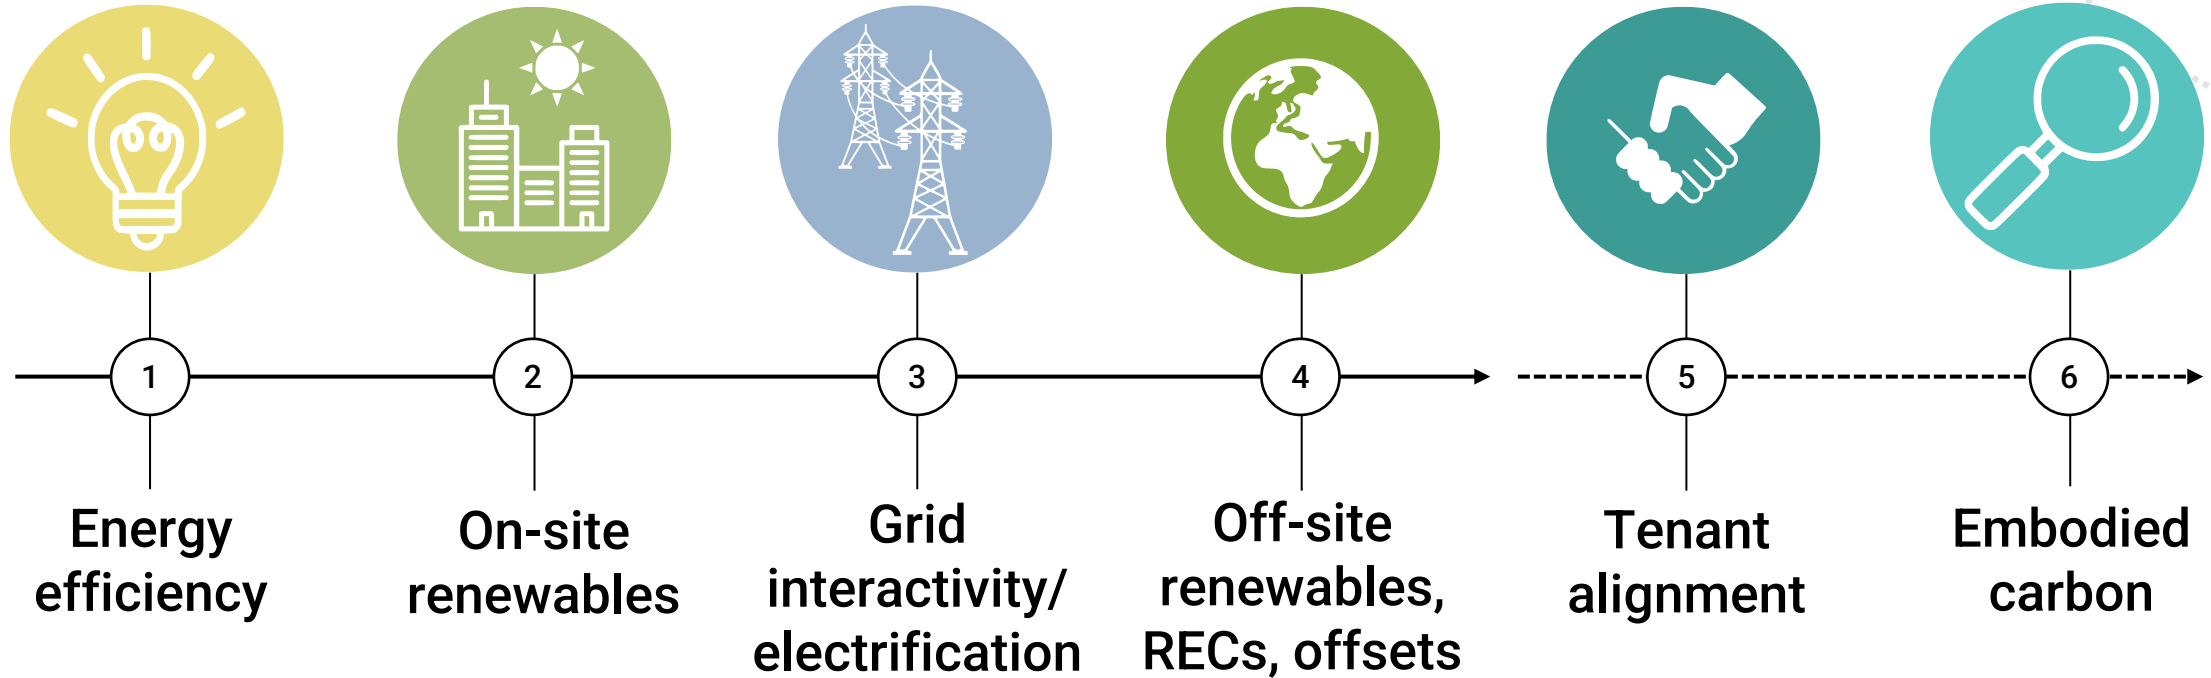 1
2
3
4
5
6
Energy
efficiency
On-site
renewables
Grid
interactivity/
electrification
Off-site
renewables,
RECs, offsets
Tenant
alignment
Embodied
carbon